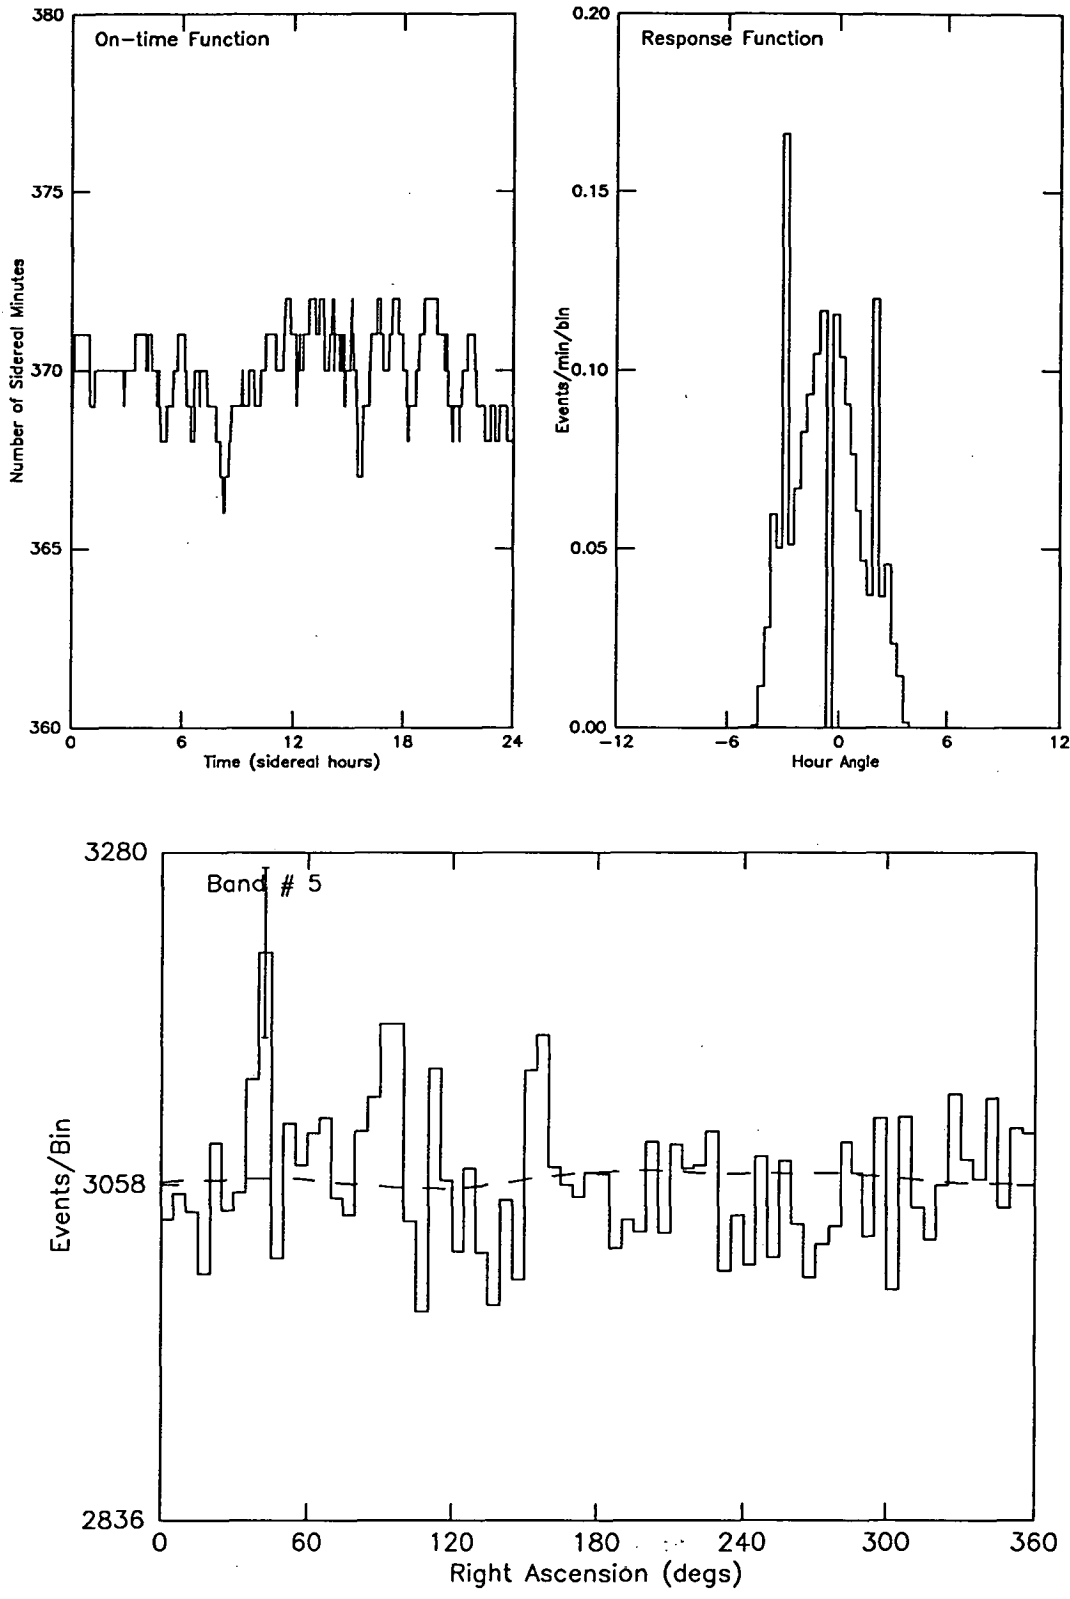 On-time Function
380
375
370
365
360
0 6 12 18 24
Time (sidereal hours)
Number of Sidereal Minutes
Response Function
0.20
0.15
0.10
0.05
0.00
-12 -6 0 6 12
Hour Angle
Events/min/bin
Band # 5
3280
3058
2836
0 60 120 180 240 300 360
Right Ascension (degs)
Events/Bin